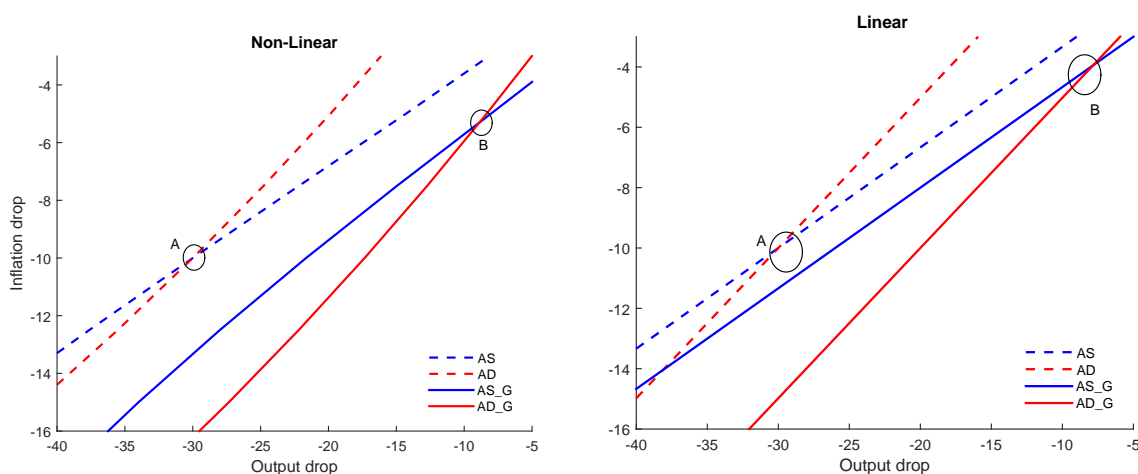 Non-Linear
-4
-6
-8
-10
-12
-14
-16
Inflation drop
A
B
AS
AD
AS_G
AD_G
-40
-35
-30
-25
-20
-15
-10
-5
Output drop
Linear
-4
-6
-8
-10
-12
-14
-16
A
B
AS
AD
AS_G
AD_G
-40
-35
-30
-25
-20
-15
-10
-5
Output drop